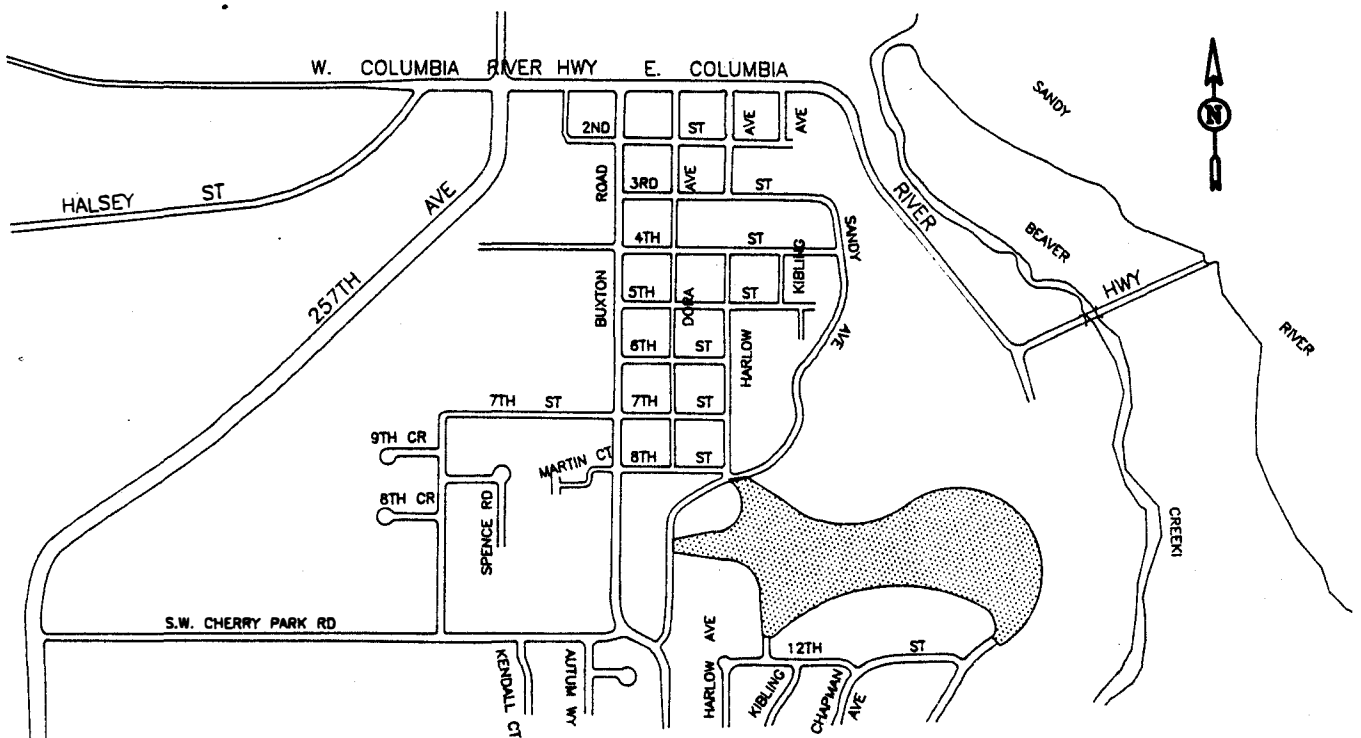 W. COLUMBIA RIVER HWY E. COLUMBIA
RIVER
HWY
SANDY
RIVER
BEAVER
CREEKI
N
HALSEY ST
257TH AVE
2ND ST
AVE
AVE
ROAD
3RD ST
AVE
SANDY
AVE
4TH ST
KIBLING
BUXTON
5TH ST
DORA
6TH ST
HARLOW
7TH ST
7TH ST
9TH CR
MARTIN CT
8TH ST
8TH CR
SPENCE RD
S.W. CHERRY PARK RD
KENDALL CT
AUTUM WY
HARLOW AVE
12TH ST
KIBLING
CHAPMAN AVE